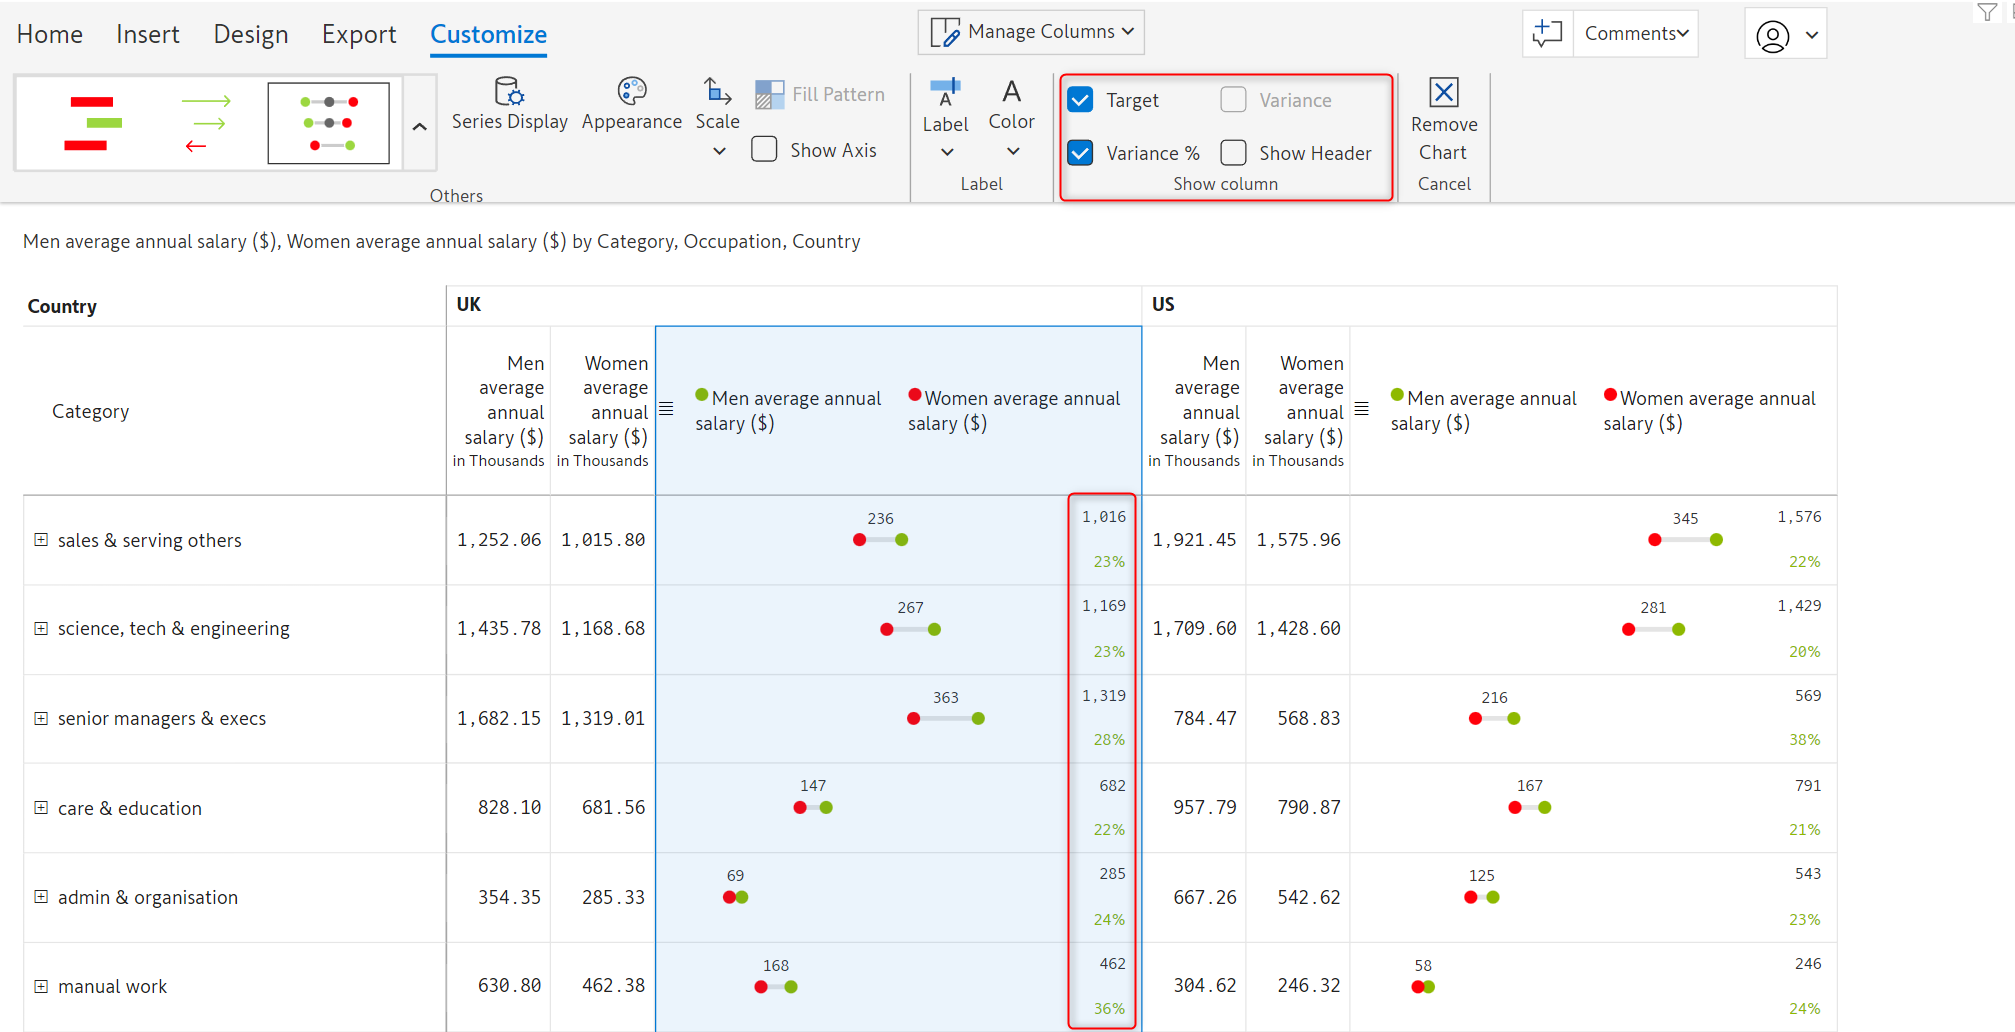 Home Insert Design Export Customize
Manage Columns
Comments
Series Display
Appearance
Scale
Fill Pattern
Show Axis
Others
Label
Color
Label
Target
Variance
Variance %
Show Header
Show column
Remove
Chart
Cancel
Men average annual salary ($), Women average annual salary ($) by Category, Occupation, Country
Country UK US
Category
Men
average
annual
salary ($)
in Thousands
Women
average
annual
salary ($)
in Thousands
Men average annual
salary ($)
Women average annual
salary ($)
Men
average
annual
salary ($)
in Thousands
Women
average
annual
salary ($)
in Thousands
Men average annual
salary ($)
Women average annual
salary ($)
236 1,016 345 1,576
sales & serving others 1,252.06 1,015.80 1,921.45 1,575.96
23% 22%
267 1,169 281 1,429
science, tech & engineering 1,435.78 1,168.68 1,709.60 1,428.60
23% 20%
363 1,319 216 569
senior managers & execs 1,682.15 1,319.01 784.47 568.83
28% 38%
147 682 167 791
care & education 828.10 681.56 957.79 790.87
22% 21%
69 285 125 543
admin & organisation 354.35 285.33 667.26 542.62
24% 23%
168 462 58 246
manual work 630.80 462.38 304.62 246.32
36% 24%